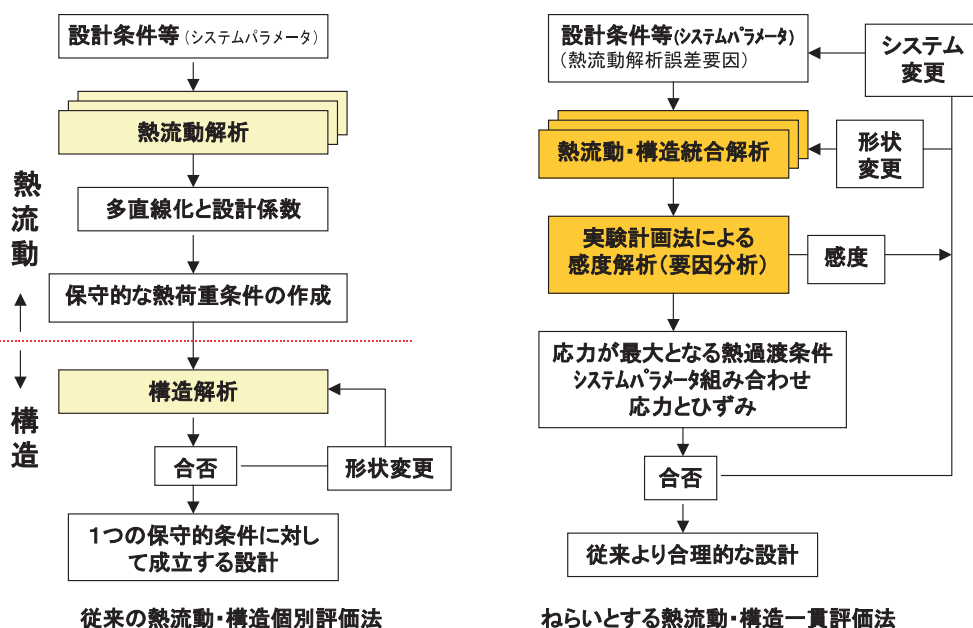 設計条件等(システムパラメータ)
熱流動解析
多直線化と設計係数
保守的な熱荷重条件の作成
熱流動
構造
構造解析
合否
形状変更
1つの保守的条件に対し
て成立する設計
従来の熱流動・構造個別評価法
設計条件等(システムパラメータ)
(熱流動解析誤差要因)
システム
変更
熱流動・構造統合解析
形状
変更
実験計画法による
感度解析(要因分析)
感度
応力が最大となる熱過渡条件
システムパラメータ組み合わせ
応力とひずみ
合否
従来より合理的な設計
ねらいとする熱流動・構造一貫評価法